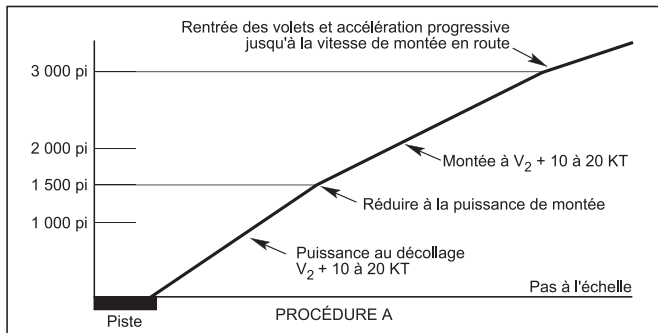 Rentrée des volets et accélération progressive
jusqu'à la vitesse de montée en route
3 000 pi
2 000 pi
Montée à V2 + 10 à 20 KT
1 500 pi
Réduire à la puissance de montée
1 000 pi
Puissance au décollage
V2 + 10 à 20 KT
Pas à l'échelle
Piste
PROCÉDURE A